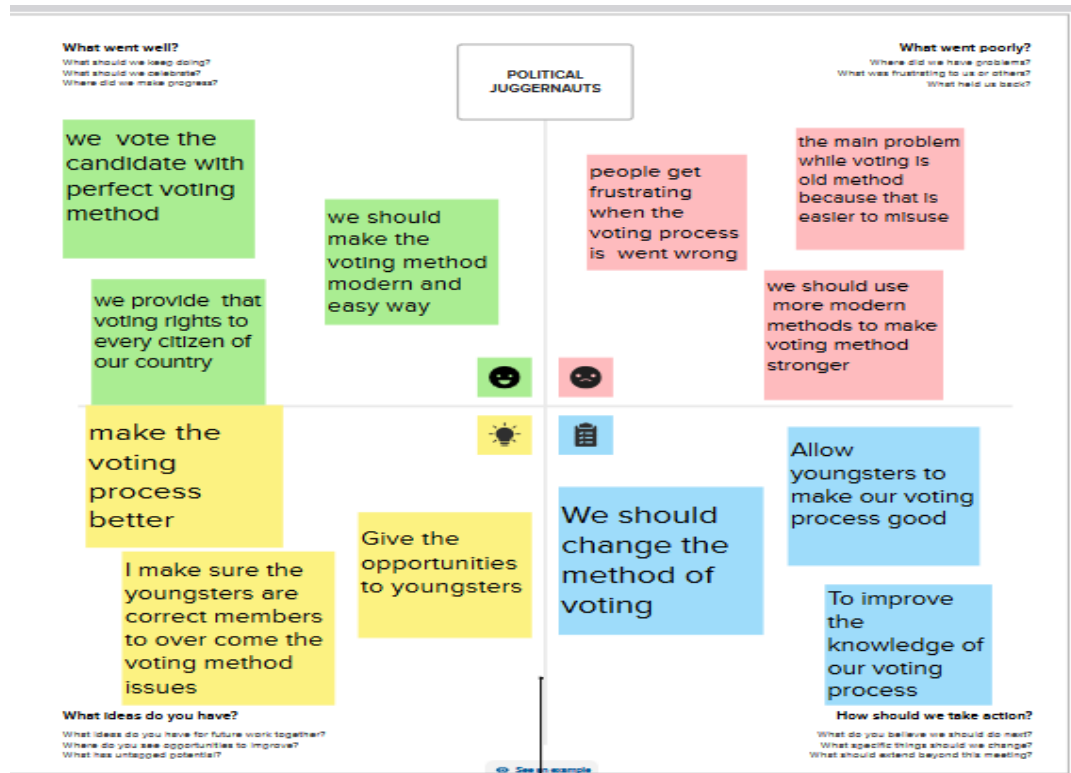 What went well?
What should we keep doing?
What should we celebrate?
Where did we make progress?
POLITICAL
JUGGERNAUTS
What went poorly?
Where did we have problems?
What was frustrating to us or others?
What held us back?
we vote the
candidate with
perfect voting
method
we should
make the
voting method
modern and
easy way
we provide that
voting rights to
every citizen of
our country
people get
frustrating
when the
voting process
is went wrong
the main problem
while voting is
old method
because that is
easier to misuse
we should use
more modern
methods to make
voting method
stronger
make the
voting
process
better
Give the
opportunities
to youngsters
I make sure the
youngsters are
correct members
to over come the
voting method
issues
We should
change the
method of
voting
Allow
youngsters to
make our voting
process good
To improve
the
knowledge of
our voting
process
What ideas do you have?
What ideas do you have for future work together?
Where do you see opportunities to improve?
What has untapped potential?
How should we take action?
What do you believe we should do next?
What specific things should we change?
What should extend beyond this meeting?
See an example